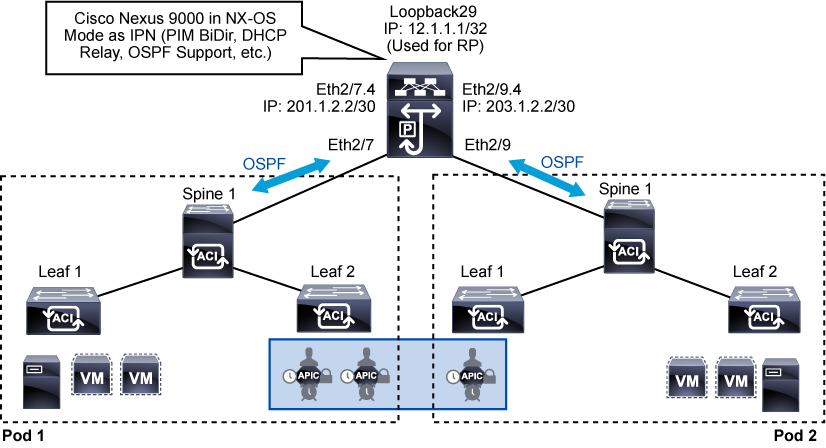 Cisco Nexus 9000 in NX-OS
Mode as IPN (PIM BiDir, DHCP
Relay, OSPF Support, etc.)
Loopback29
IP: 12.1.1.1/32
(Used for RP)
Eth2/7.4
IP: 201.1.2.2/30
Eth2/9.4
IP: 203.1.2.2/30
P
Eth2/7
Eth2/9
OSPF
OSPF
Spine 1
Spine 1
ACI
ACI
Leaf 1
Leaf 2
Leaf 1
Leaf 2
ACI
ACI
ACI
ACI
VM
VM
APIC
APIC
APIC
VM
VM
Pod 1
Pod 2